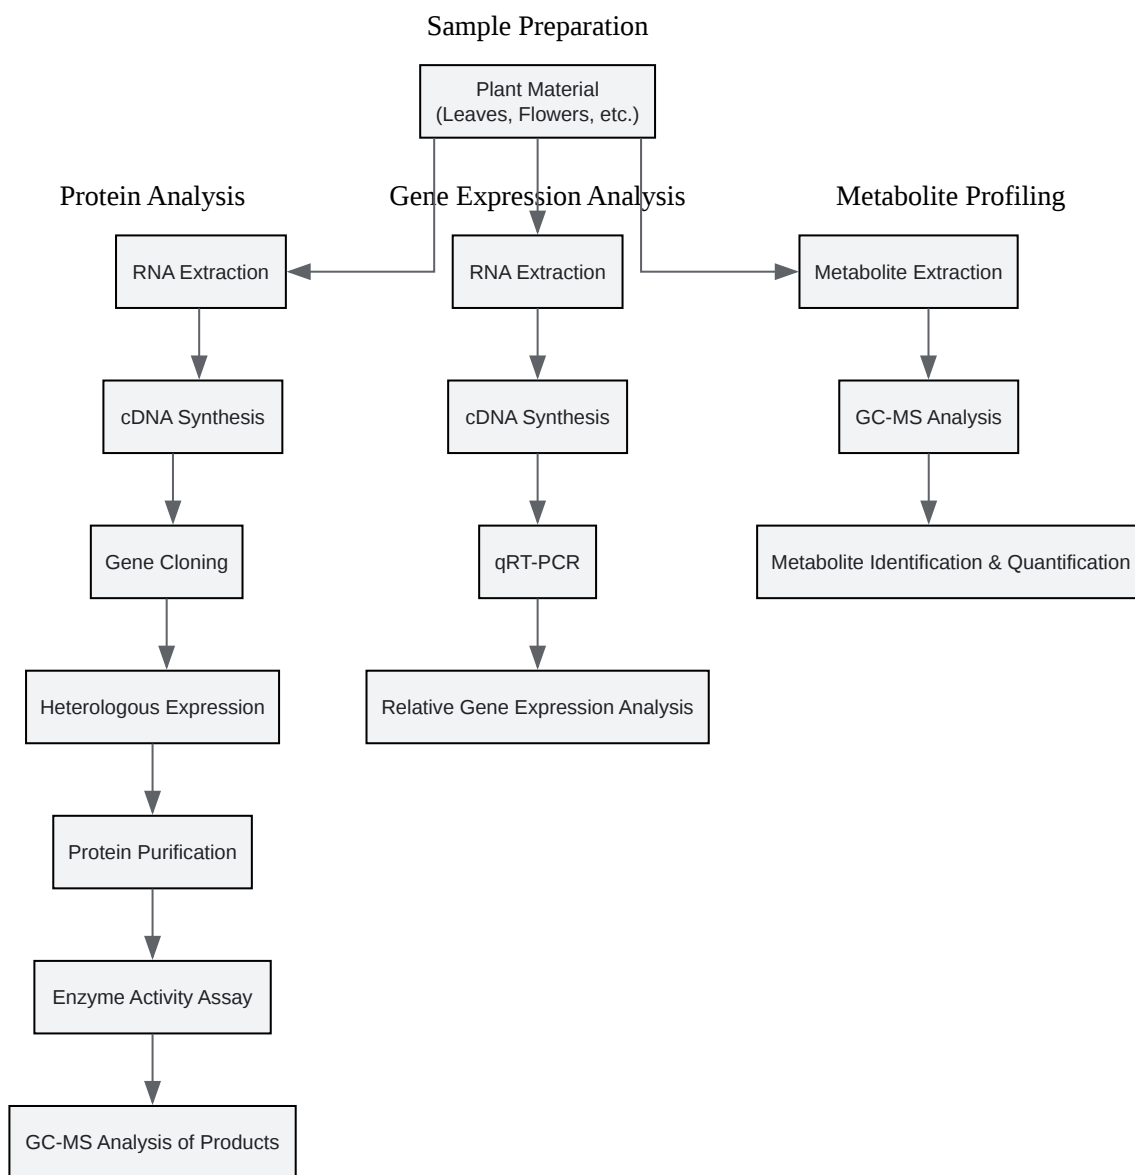 Sample Preparation
Plant Material
(Leaves, Flowers, etc.)
Protein Analysis
Gene Expression Analysis
Metabolite Profiling
RNA Extraction
RNA Extraction
Metabolite Extraction
cDNA Synthesis
cDNA Synthesis
GC-MS Analysis
Gene Cloning
qRT-PCR
Metabolite Identification & Quantification
Heterologous Expression
Relative Gene Expression Analysis
Protein Purification
Enzyme Activity Assay
GC-MS Analysis of Products